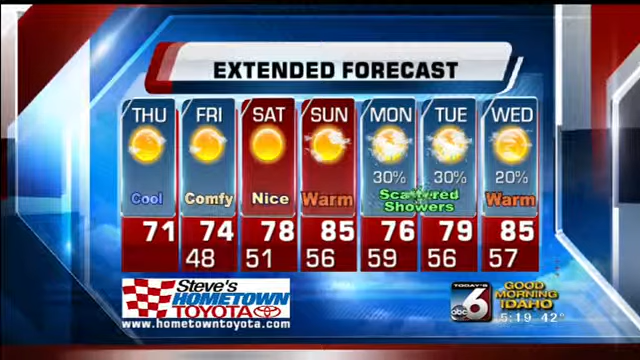 EXTENDED FORECAST
THU FRI SAT SUN MON TUE WED
30% 30% 20%
Cool Comfy Nice Warm Scattered Showers Warm
71 74 78 85 76 79 85
48 51 56 59 56 57
Steve's
HOMETOWN
TOYOTA
www.hometowntoyota.com
TODAY'S
abc 6
GOOD
MORNING
IDAHO
5:19 42°